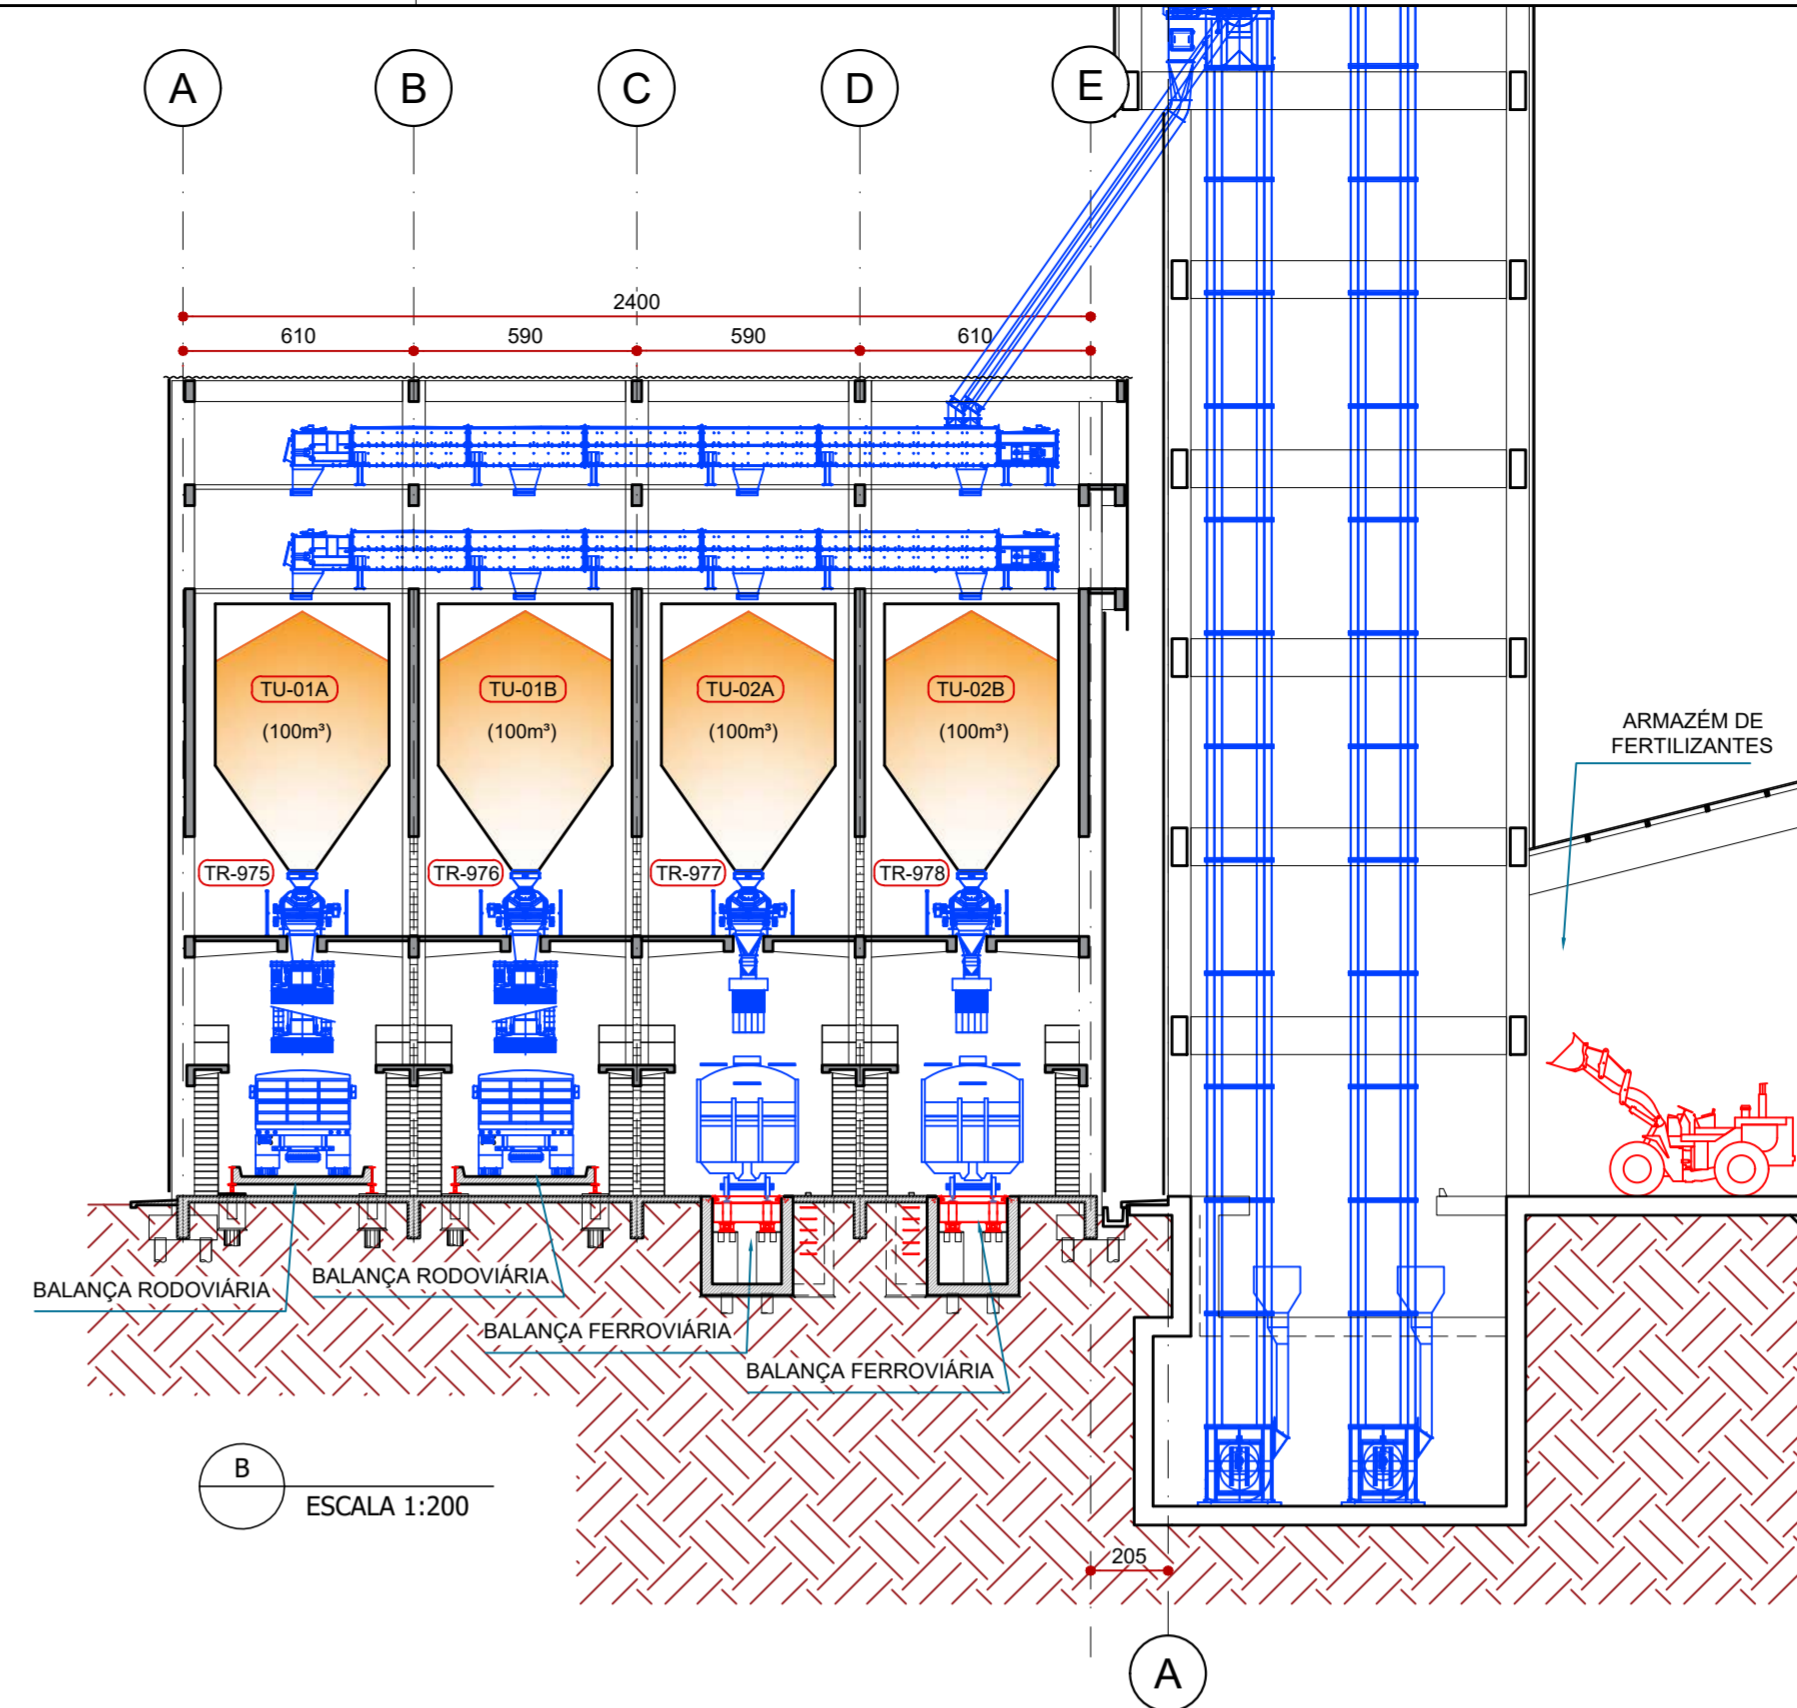 A
B
C
D
E
2400
610
590
590
610
TU-01A
(100m³)
TU-01B
(100m³)
TU-02A
(100m³)
TU-02B
(100m³)
ARMAZÉM DE
FERTILIZANTES
TR-975
TR-976
TR-977
TR-978
BALANÇA RODOVIÁRIA
BALANÇA RODOVIÁRIA
BALANÇA FERROVIÁRIA
BALANÇA FERROVIÁRIA
B
ESCALA 1:200
205
A